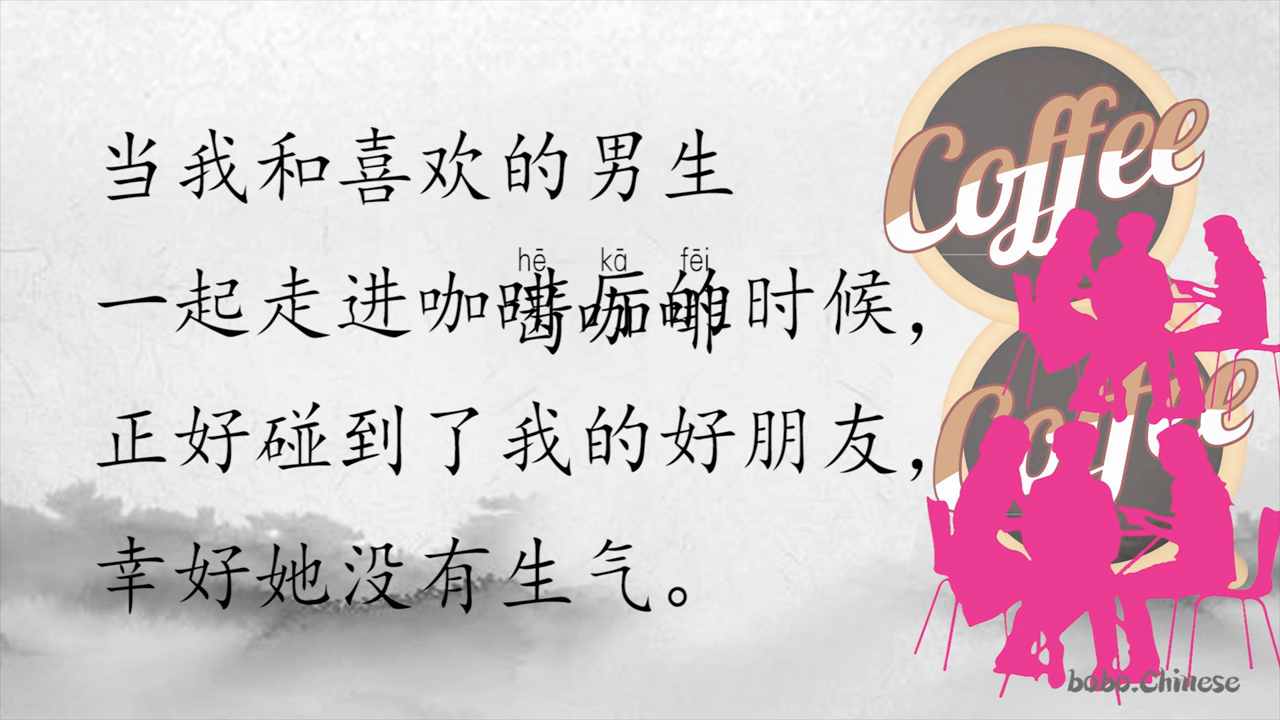 当我和喜欢的男生
hē kā fēi
喝咖啡
一起走进咖啡店的时候，
正好碰到了我的好朋友，
幸好她没有生气。
Coffee
bobo.Chinese